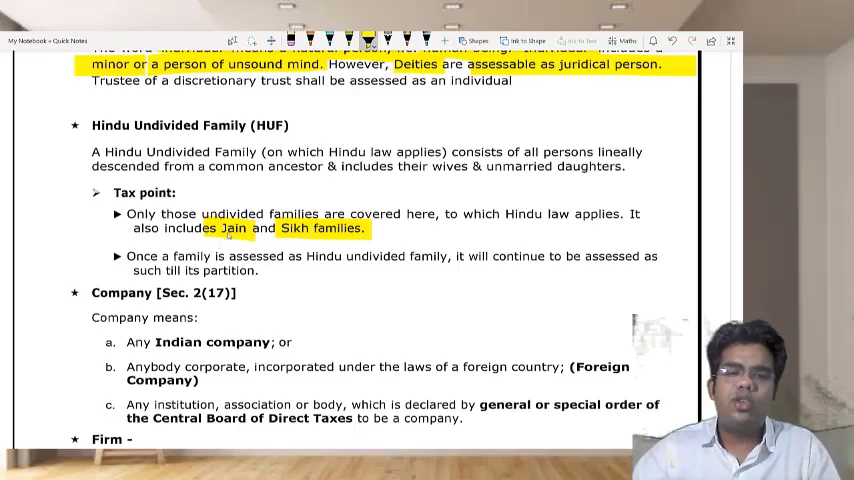 My Notebook » Quick Notes
Shapes
Ink to Shape
Ink to Text
Maths
Share
minor or a person of unsound mind. However, Deities are assessable as juridical person.
Trustee of a discretionary trust shall be assessed as an individual
★ Hindu Undivided Family (HUF)
A Hindu Undivided Family (on which Hindu law applies) consists of all persons lineally
descended from a common ancestor & includes their wives & unmarried daughters.
➢ Tax point:
► Only those undivided families are covered here, to which Hindu law applies. It
also includes Jain and Sikh families.
► Once a family is assessed as Hindu undivided family, it will continue to be assessed as
such till its partition.
★ Company [Sec. 2(17)]
Company means:
a. Any Indian company; or
b. Anybody corporate, incorporated under the laws of a foreign country; (Foreign
Company)
c. Any institution, association or body, which is declared by general or special order of
the Central Board of Direct Taxes to be a company.
★ Firm -